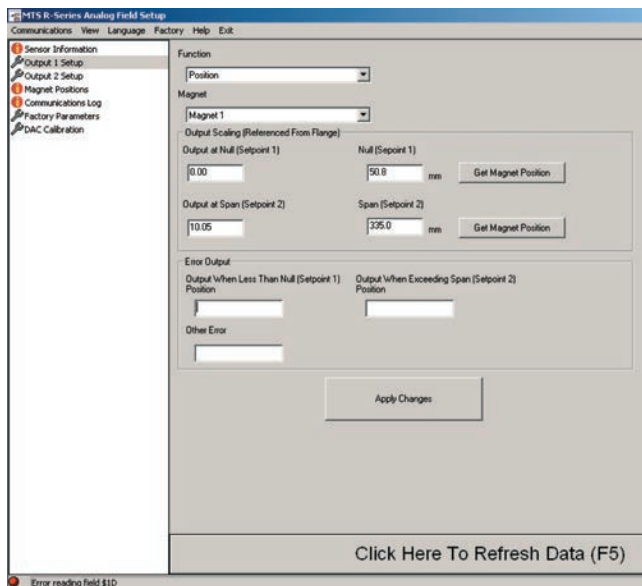 MTS R-Series Analog Field Setup
Communications View Language Factory Help Exit
Sensor Information
Output 1 Setup
Output 2 Setup
Magnet Positions
Communications Log
Factory Parameters
DAC Calibration
Function
Position
Magnet
Magnet 1
Output Scaling (Referenced From Flange)
Output at Null (Setpoint 1) Null (Sepoint 1)
0.00 50.8 mm Get Magnet Position
Output at Span (Setpoint 2) Span (Setpoint 2)
10.05 335.0 mm Get Magnet Position
Error Output
Output When Less Than Null (Setpoint 1) Position
Output When Exceeding Span (Setpoint 2) Position
Other Error
Apply Changes
Click Here To Refresh Data (F5)
Error reading field $1D